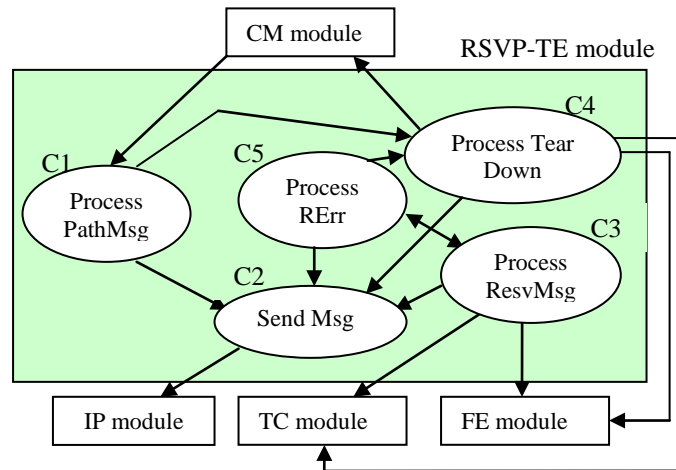 CM module
RSVP-TE module
C4
Process Tear
Down
C5
C1
Process
RErr
Process
PathMsg
C3
Process
ResvMsg
C2
Send Msg
IP module
TC module
FE module